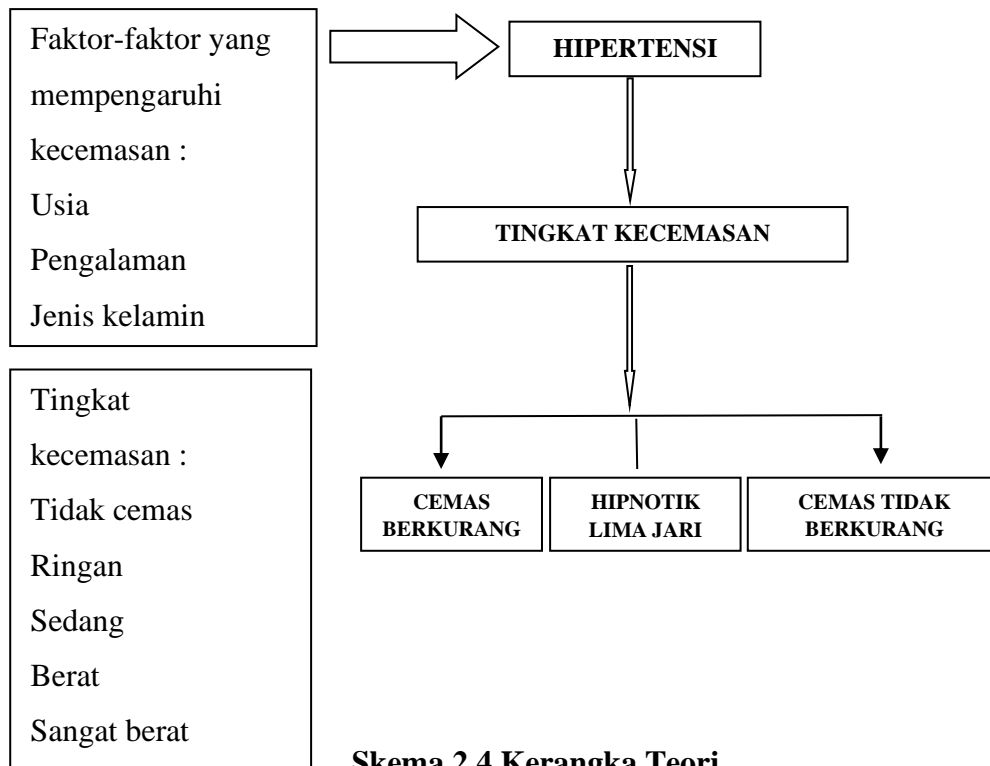 Faktor-faktor yang
mempengaruhi
kecemasan :
Usia
Pengalaman
Jenis kelamin
HIPERTENSI
TINGKAT KECEMASAN
Tingkat
kecemasan :
Tidak cemas
Ringan
Sedang
Berat
Sangat berat
CEMAS
BERKURANG
HIPNOTIK
LIMA JARI
CEMAS TIDAK
BERKURANG
Skema 2.4 Kerangka Teori